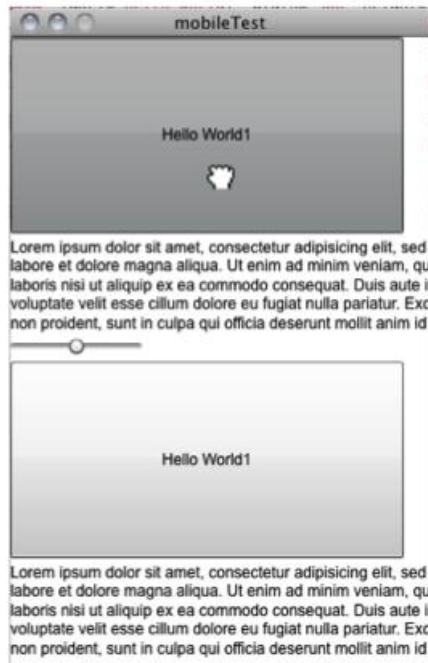 mobileTest
Hello World1
Lorem ipsum dolor sit amet, consectetur adipisicing elit, sed
labore et dolore magna aliqua. Ut enim ad minim veniam, qu
laboris nisi ut aliquip ex ea commodo consequat. Duis aute i
voluptate velit esse cillum dolore eu fugiat nulla pariatur. Exc
non proident, sunt in culpa qui officia deserunt mollit anim id
Hello World1
Lorem ipsum dolor sit amet, consectetur adipisicing elit, sed
labore et dolore magna aliqua. Ut enim ad minim veniam, qu
laboris nisi ut aliquip ex ea commodo consequat. Duis aute i
voluptate velit esse cillum dolore eu fugiat nulla pariatur. Exc
non proident, sunt in culpa qui officia deserunt mollit anim id